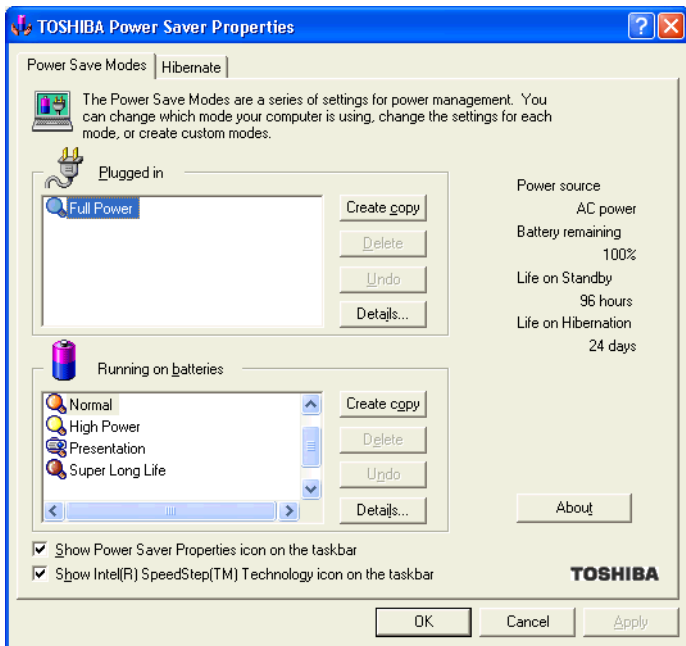 TOSHIBA Power Saver Properties
Power Save Modes
Hibernate
The Power Save Modes are a series of settings for power management. You
can change which mode your computer is using, change the settings for each
mode, or create custom modes.
Plugged in
Full Power
Create copy
Delete
Undo
Details...
Power source
AC power
Battery remaining
100%
Life on Standby
96 hours
Life on Hibernation
24 days
Running on batteries
Normal
High Power
Presentation
Super Long Life
Create copy
Delete
Undo
Details...
About
Show Power Saver Properties icon on the taskbar
Show Intel(R) SpeedStep(TM) Technology icon on the taskbar
TOSHIBA
OK
Cancel
Apply